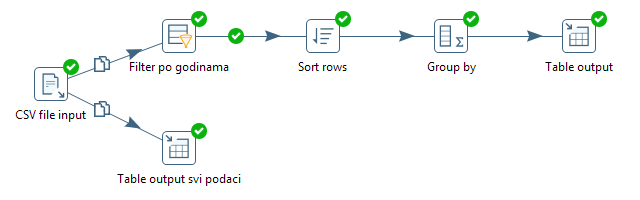 Filter po godinama
Sort rows
Group by
Table output
CSV file input
Table output svi podaci